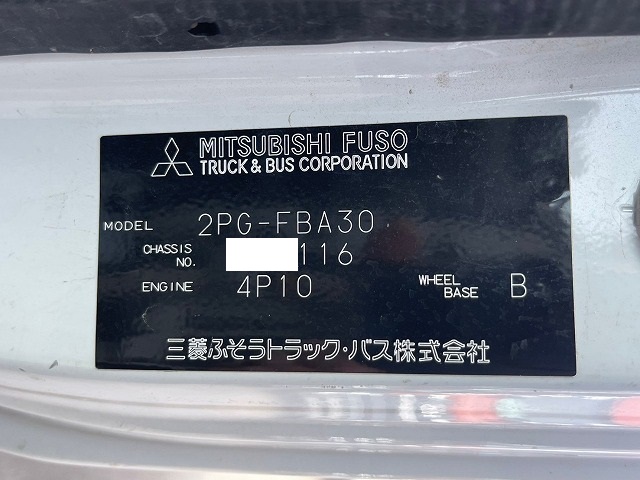 MITSUBISHI FUSO
TRUCK & BUS CORPORATION
MODEL 2PG-FBA30
CHASSIS NO. 116
ENGINE 4P10 WHEEL BASE B
三菱ふそうトラック・バス株式会社